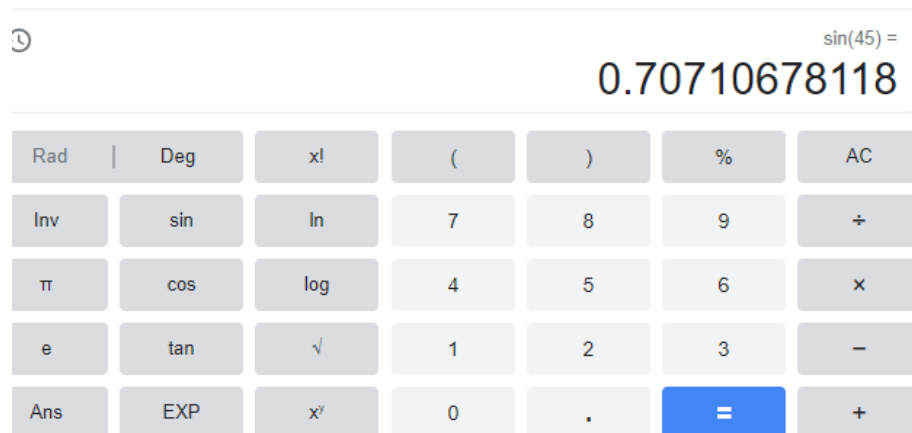 sin(45) =
0.70710678118
Rad | Deg x! ( ) % AC
Inv sin ln 7 8 9 ÷
π cos log 4 5 6 ×
e tan √ 1 2 3 −
Ans EXP xʸ 0 . = +